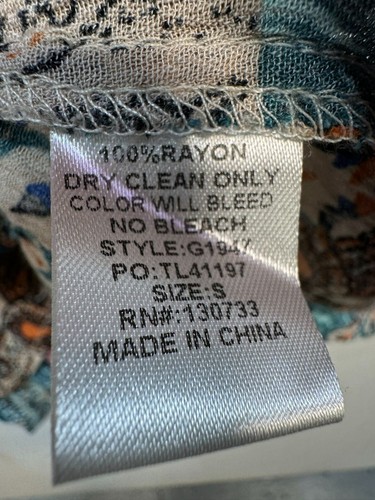 100%RAYON
DRY CLEAN ONLY
COLOR WILL BLEED
NO BLEACH
STYLE:G1947
PO:TL41197
SIZE:S
RN#:130733
MADE IN CHINA